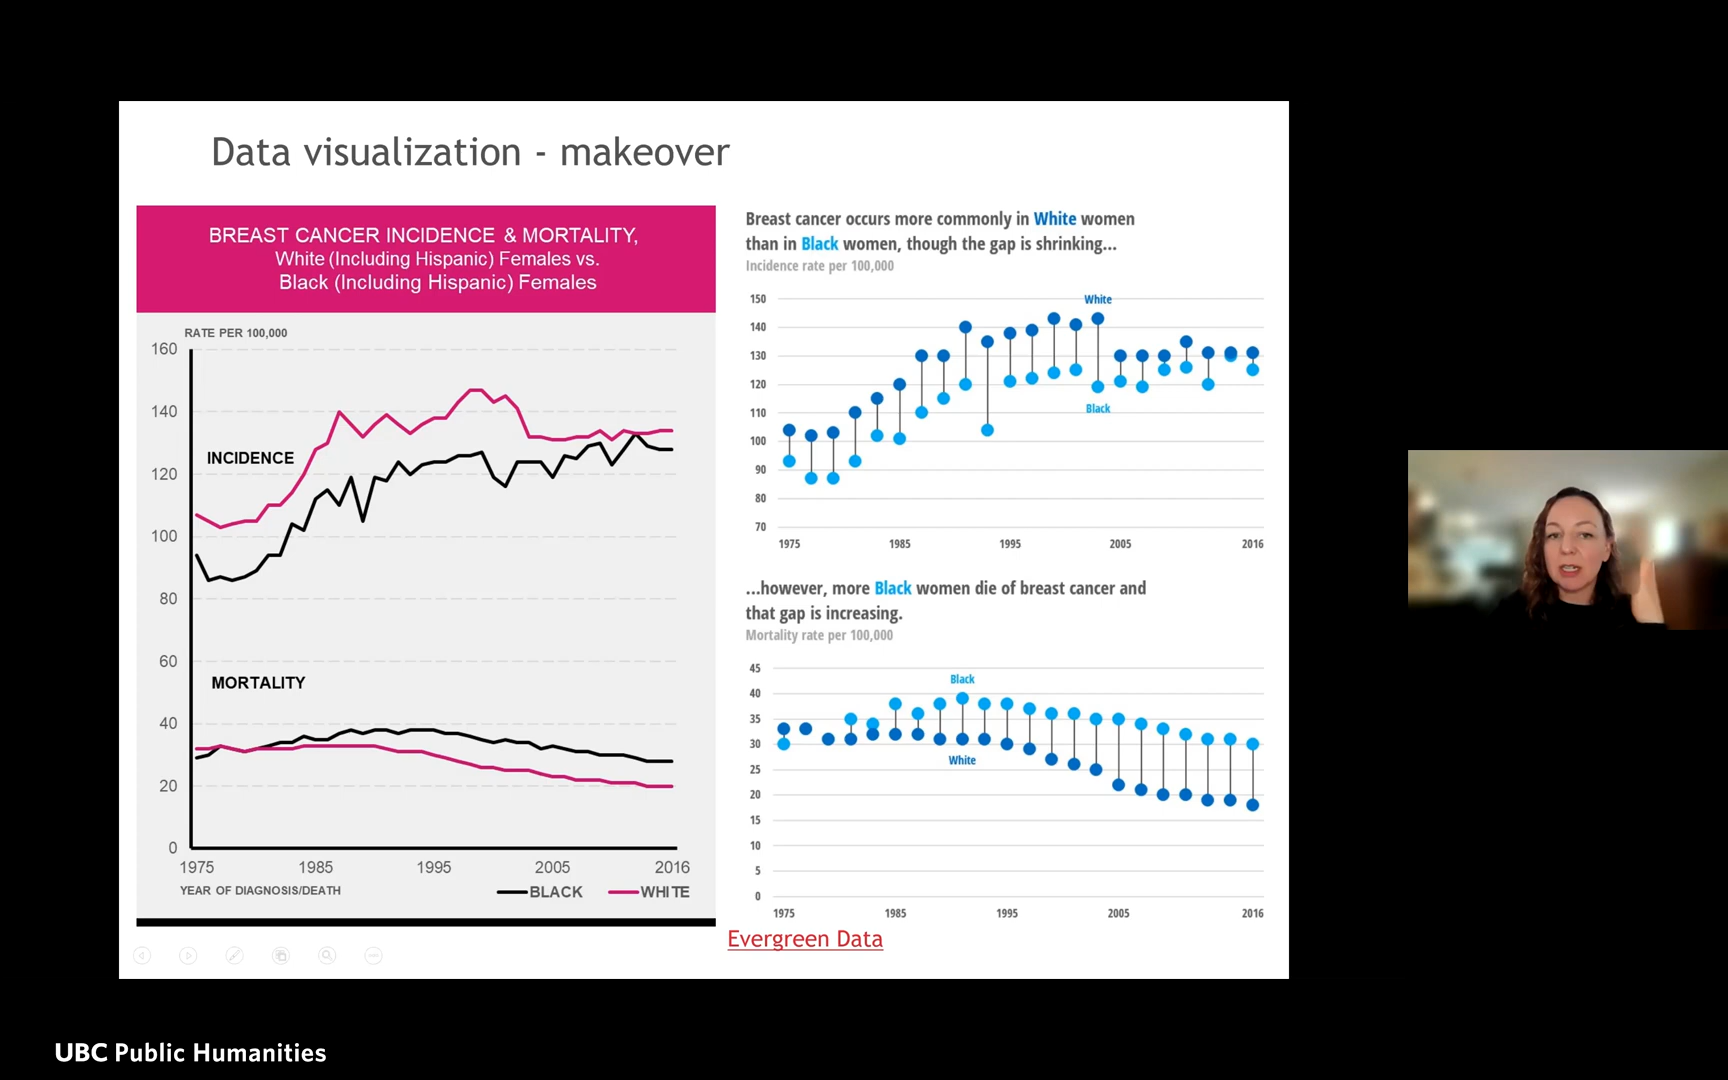 Data visualization - makeover
BREAST CANCER INCIDENCE & MORTALITY,
White (Including Hispanic) Females vs.
Black (Including Hispanic) Females
RATE PER 100,000
160
140
120
100
80
60
40
20
0
INCIDENCE
MORTALITY
1975 1985 1995 2005 2016
YEAR OF DIAGNOSIS/DEATH
BLACK WHITE
Breast cancer occurs more commonly in White women
than in Black women, though the gap is shrinking...
Incidence rate per 100,000
150
140
130
120
110
100
90
80
70
White
Black
1975 1985 1995 2005 2016
...however, more Black women die of breast cancer and
that gap is increasing.
Mortality rate per 100,000
45
40
35
30
25
20
15
10
5
0
Black
White
1975 1985 1995 2005 2016
Evergreen Data
UBC Public Humanities